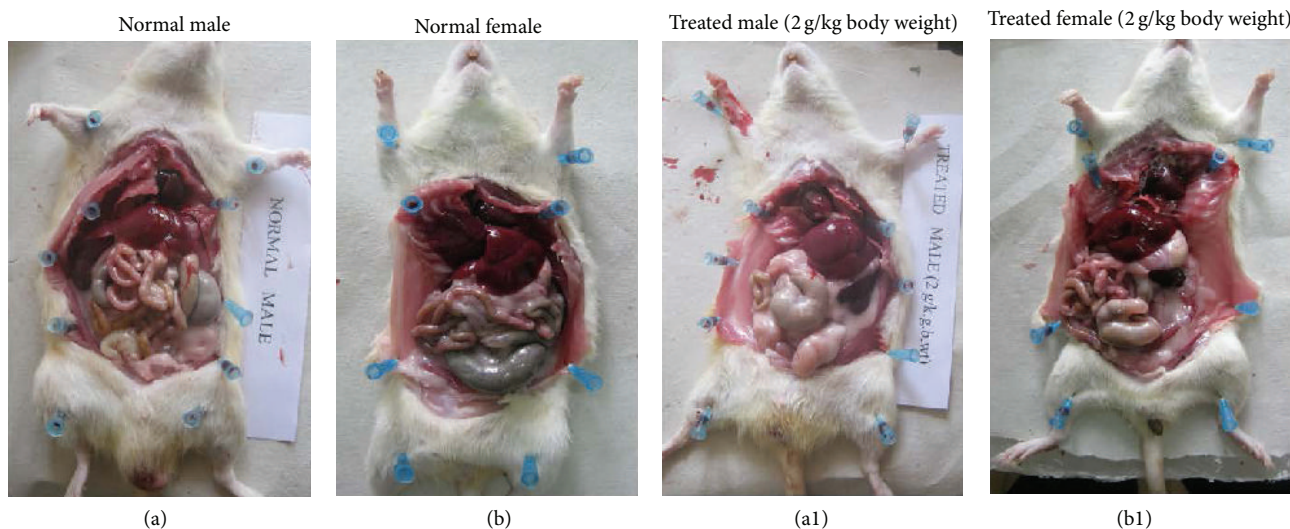 Normal male
Normal female
Treated male (2 g/kg body weight)
Treated female (2 g/kg body weight)
NORMAL MALE
TREATED MALE (2 g/k.g.b.wt)
(a)
(b)
(a1)
(b1)